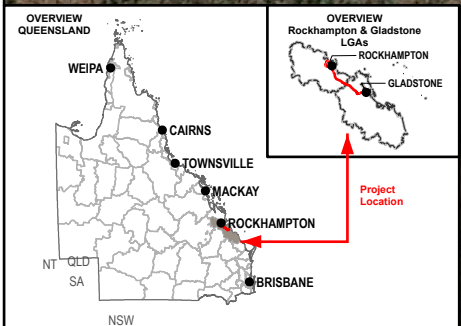 OVERVIEW
QUEENSLAND
WEIPA
CAIRNS
TOWNSVILLE
MACKAY
ROCKHAMPTON
BRISBANE
NT QLD
SA
NSW
OVERVIEW
Rockhampton & Gladstone
LGAs
ROCKHAMPTON
GLADSTONE
Project
Location